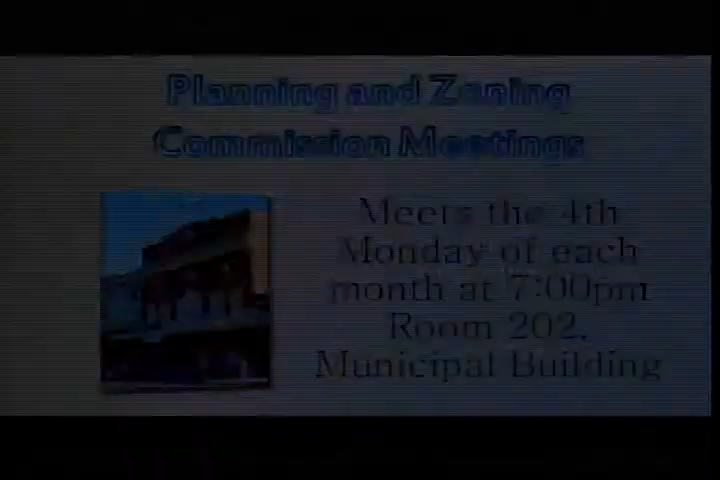 Planning and Zoning
Commission Meetings
Meets the 4th
Monday of each
month at 7:00pm
Room 202,
Municipal Building